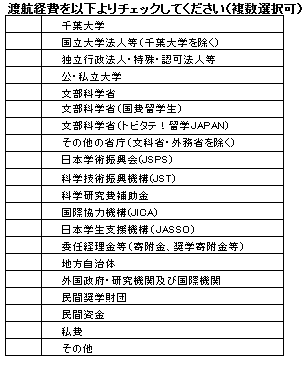 渡航経費を以下よりチェックしてください(複数選択可)
千葉大学
国立大学法人等(千葉大学を除く)
独立行政法人・特殊・認可法人等
公・私立大学
文部科学省
文部科学省(国費留学生)
文部科学省(トビタテ!留学JAPAN)
その他の省庁(文科省・外務省を除く)
日本学術振興会(JSPS)
科学技術振興機構(JST)
科学研究費補助金
国際協力機構(JICA)
日本学生支援機構(JASSO)
委任経理金等(寄附金、奨学寄附金等)
地方自治体
外国政府・研究機関及び国際機関
民間奨学財団
民間資金
私費
その他